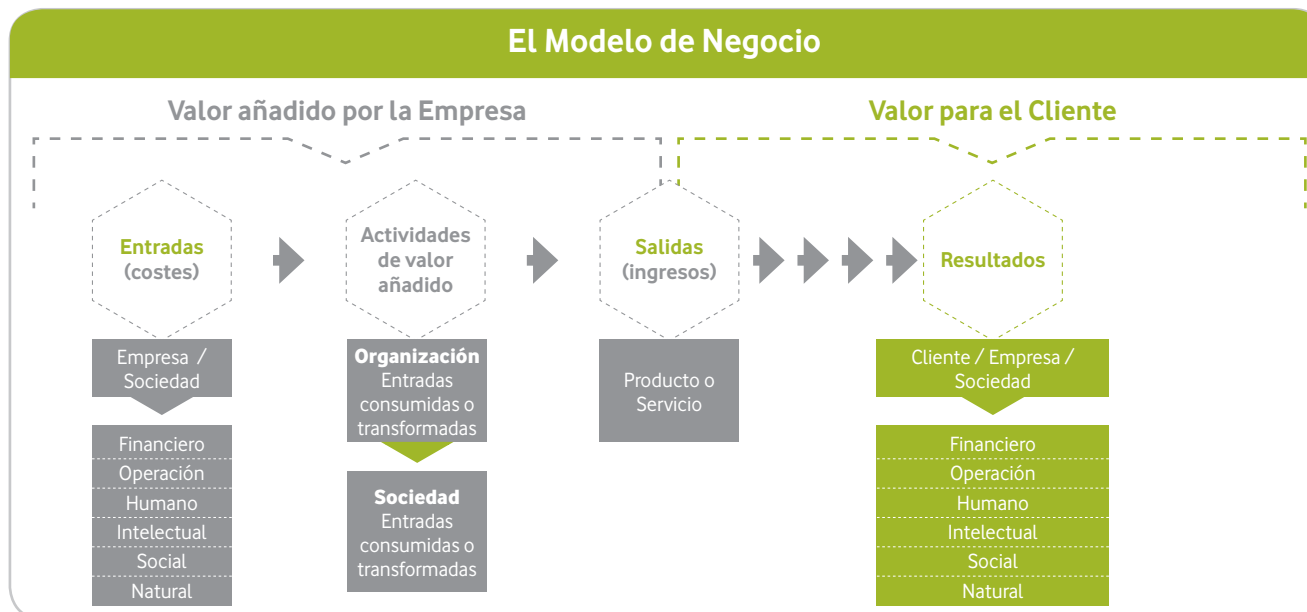 El Modelo de Negocio
Valor añadido por la Empresa
Valor para el Cliente
Entradas
(costes)
Actividades
de valor
añadido
Salidas
(ingresos)
Resultados
Empresa /
Sociedad
Financiero
Operación
Humano
Intelectual
Social
Natural
Organización
Entradas
consumidas o
transformadas
Sociedad
Entradas
consumidas o
transformadas
Producto o
Servicio
Cliente / Empresa /
Sociedad
Financiero
Operación
Humano
Intelectual
Social
Natural